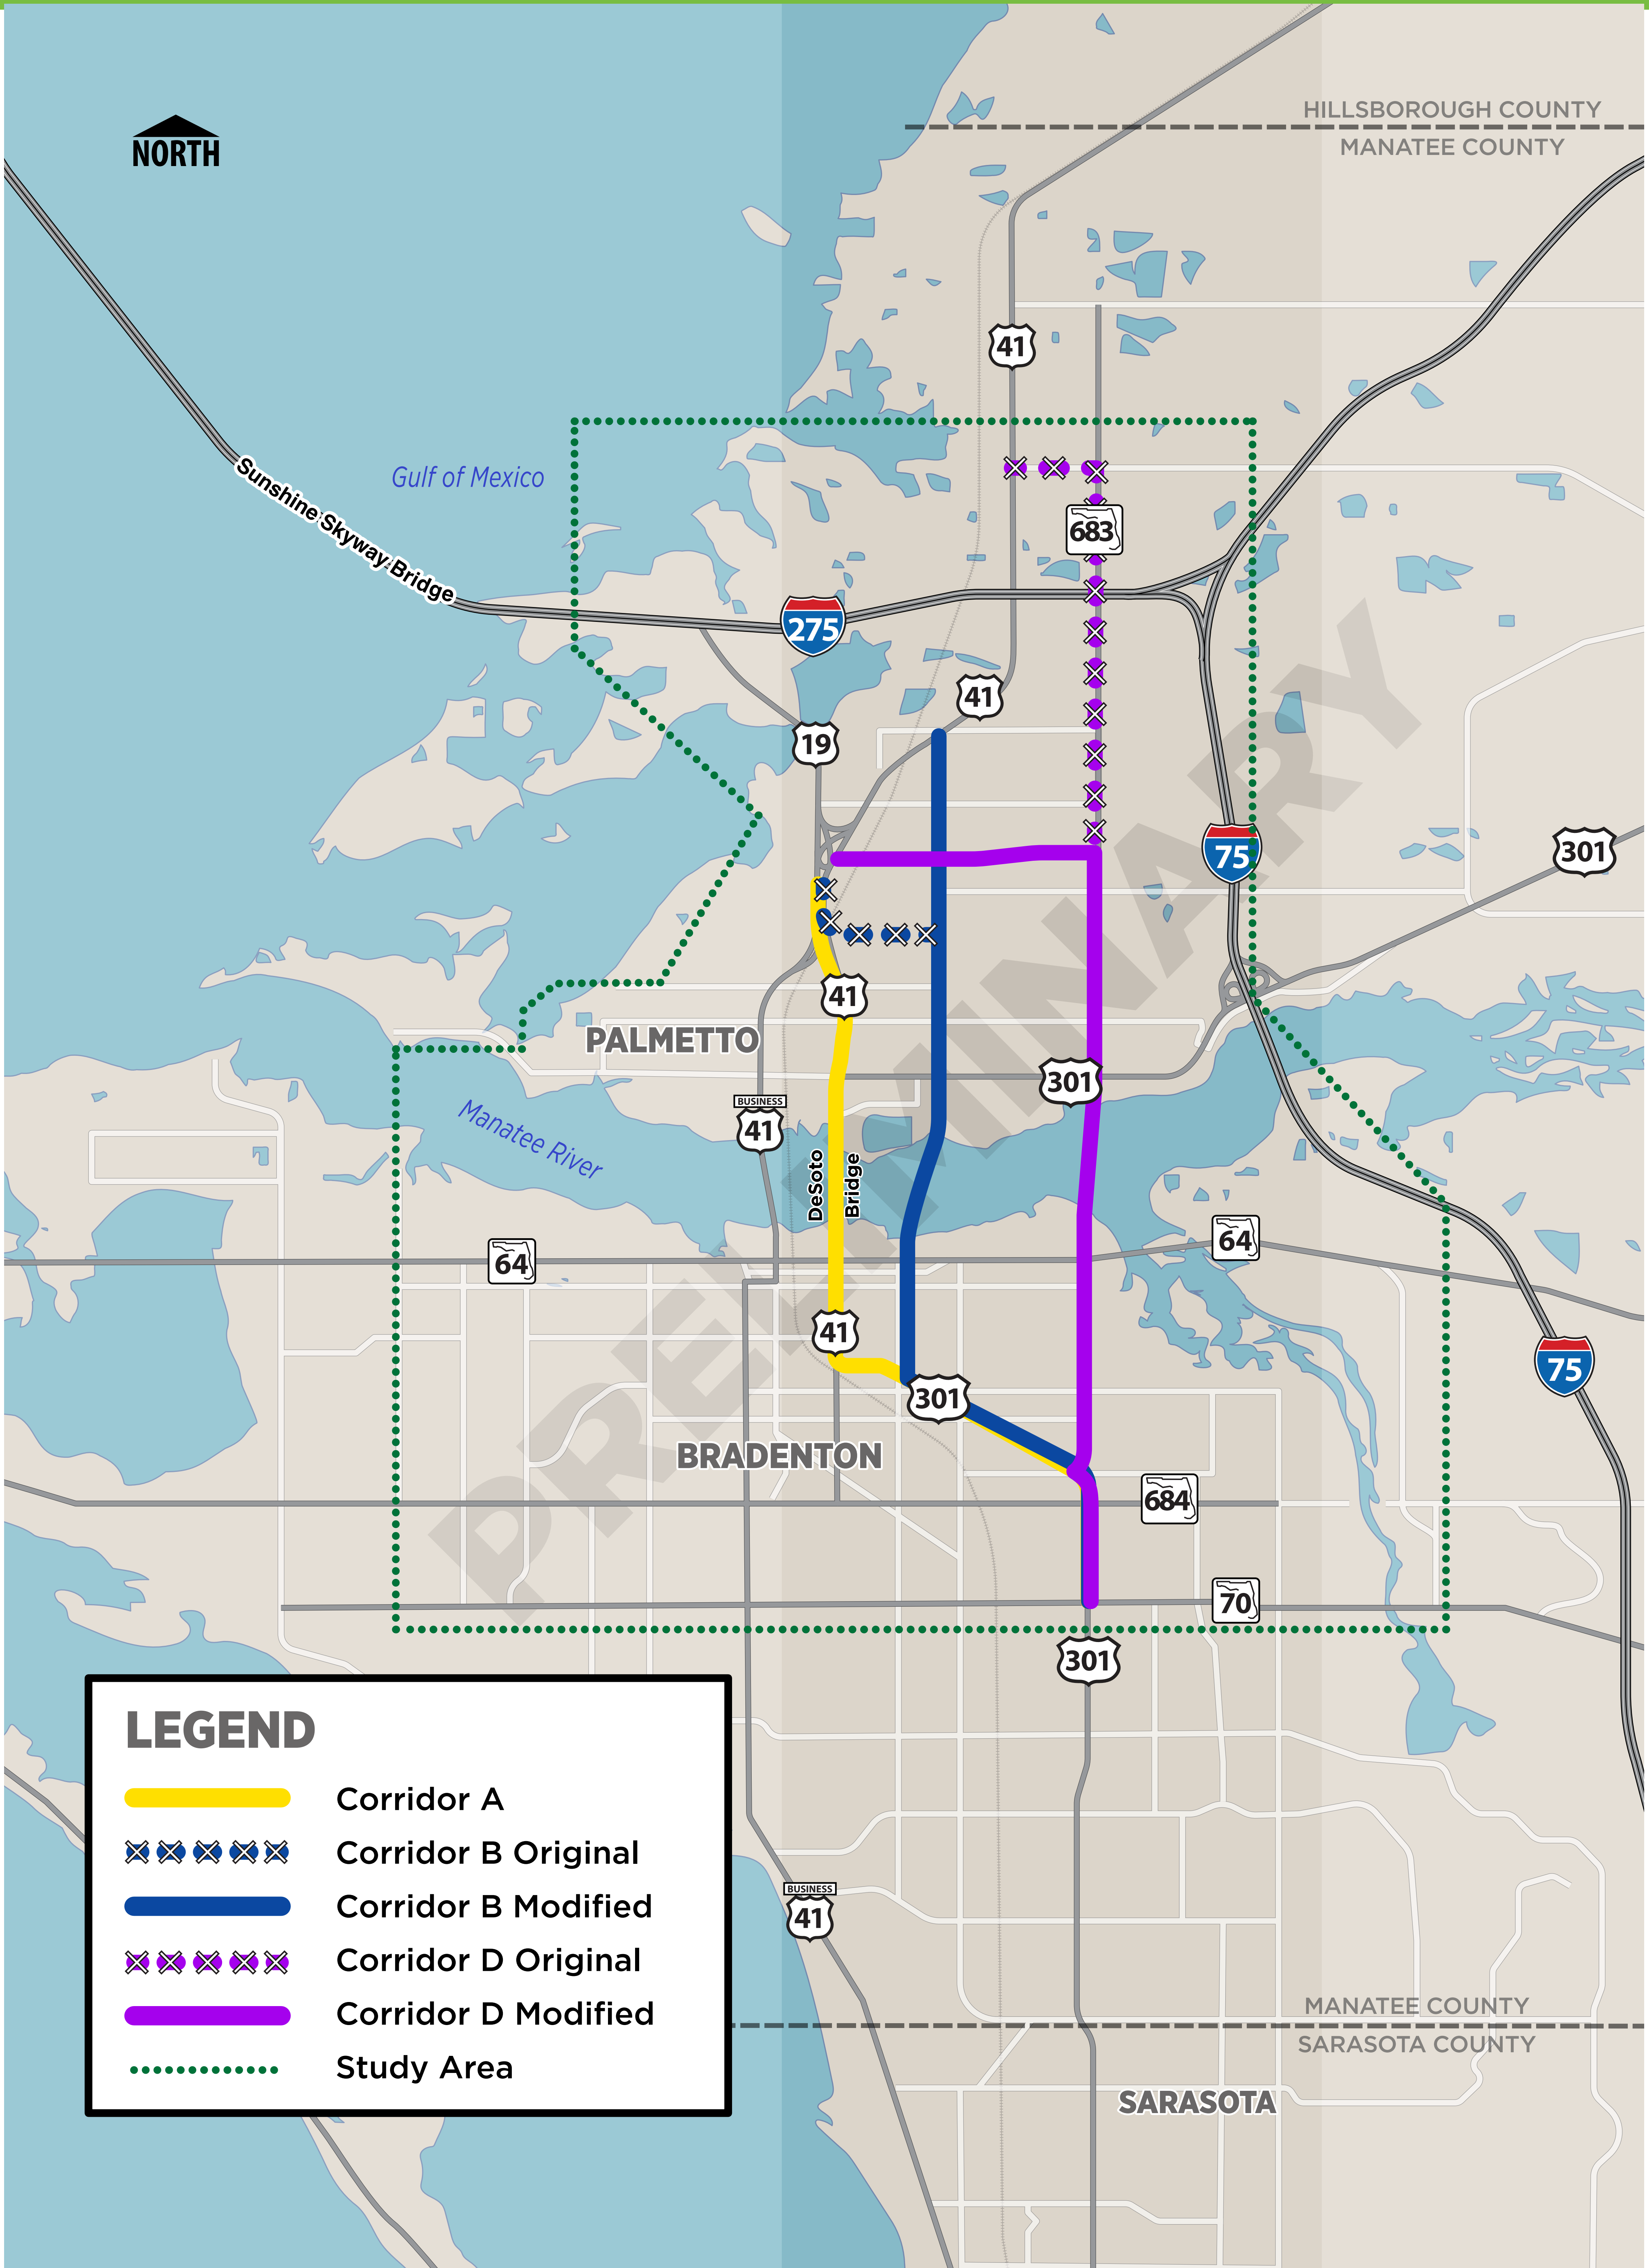 HILLSBOROUGH COUNTY
MANATEE COUNTY
NORTH
41
Gulf of Mexico
Sunshine Skyway Bridge
683
275
41
19
75
301
41
PALMETTO
301
Manatee River
BUSINESS
41
DeSoto
Bridge
64
64
41
75
301
BRADENTON
684
70
301
PRELIMINARY
LEGEND
Corridor A
Corridor B Original
Corridor B Modified
Corridor D Original
Corridor D Modified
Study Area
BUSINESS
41
MANATEE COUNTY
SARASOTA COUNTY
SARASOTA